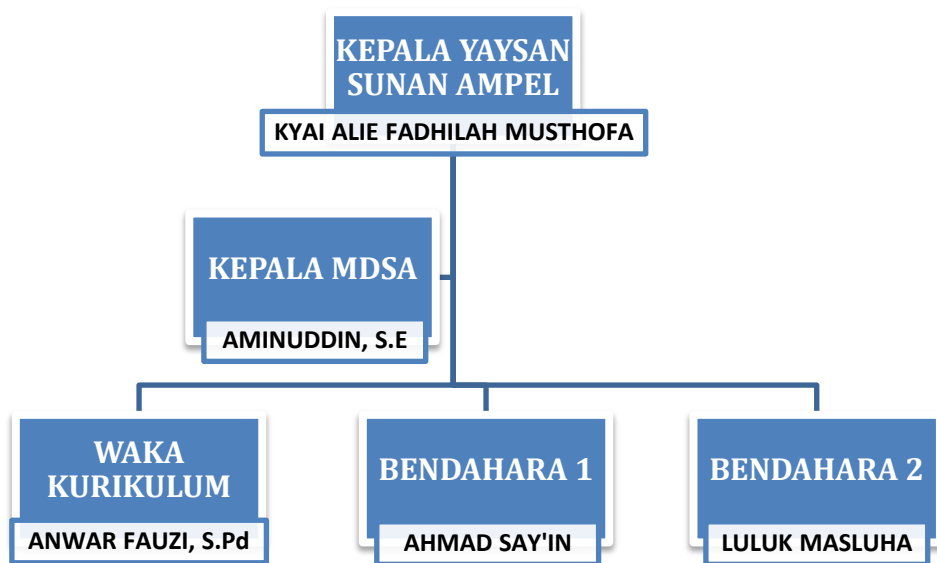 KEPALA YAYSAN
SUNAN AMPEL
KYAI ALIE FADHILAH MUSTHOFA
KEPALA MDSA
AMINUDDIN, S.E
WAKA
KURIKULUM
ANWAR FAUZI, S.Pd
BENDAHARA 1
AHMAD SAY'IN
BENDAHARA 2
LULUK MASLUHA